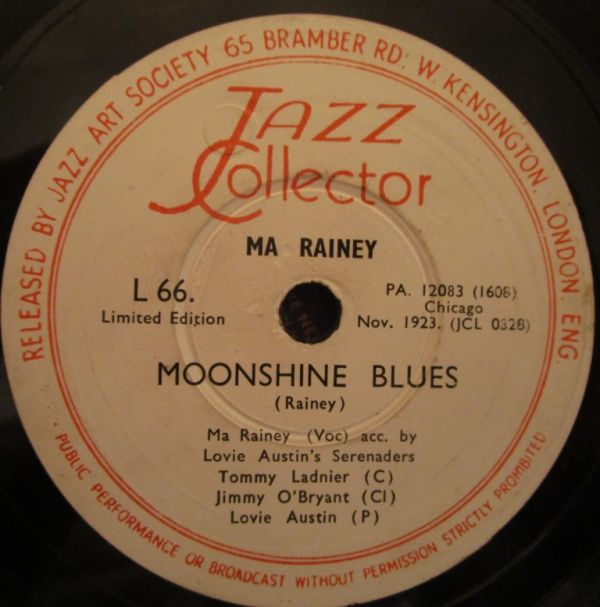 RELEASED BY JAZZ ART SOCIETY 65 BRAMBER RD: W. KENSINGTON. LONDON. ENG.
JAZZ
Collector
MA RAINEY
L 66.
Limited Edition
PA. 12083 (1608)
Chicago
Nov. 1923. (JCL 0328)
MOONSHINE BLUES
(Rainey)
Ma Rainey (Voc) acc. by
Lovie Austin's Serenaders
Tommy Ladnier (C)
Jimmy O'Bryant (Cl)
Lovie Austin (P)
· PUBLIC PERFORMANCE OR BROADCAST WITHOUT PERMISSION STRICTLY PROHIBITED ·